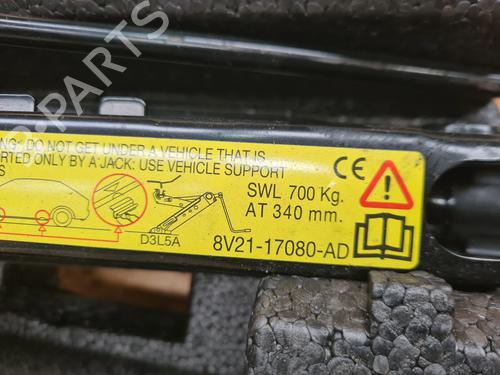 B-PARTS
NG: DO NOT GET UNDER A VEHICLE THAT IS
RTED ONLY BY A JACK: USE VEHICLE SUPPORT
S
CE
SWL 700 Kg.
AT 340 mm.
D3L5A
8V21-17080-AD